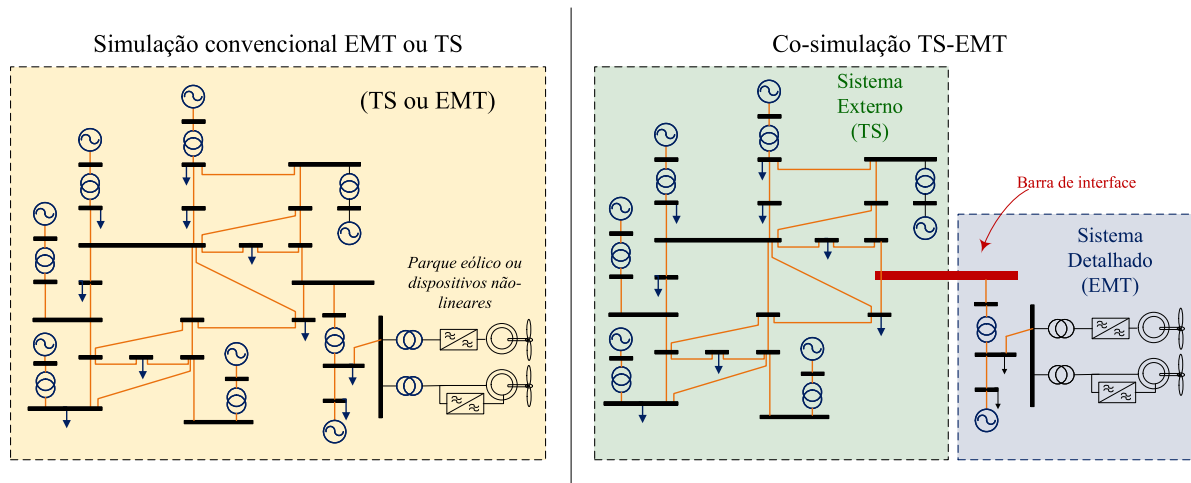 Simulação convencional EMT ou TS
(TS ou EMT)
Parque eólico ou
dispositivos não-
lineares
Co-simulação TS-EMT
Sistema
Externo
(TS)
Barra de interface
Sistema
Detalhado
(EMT)